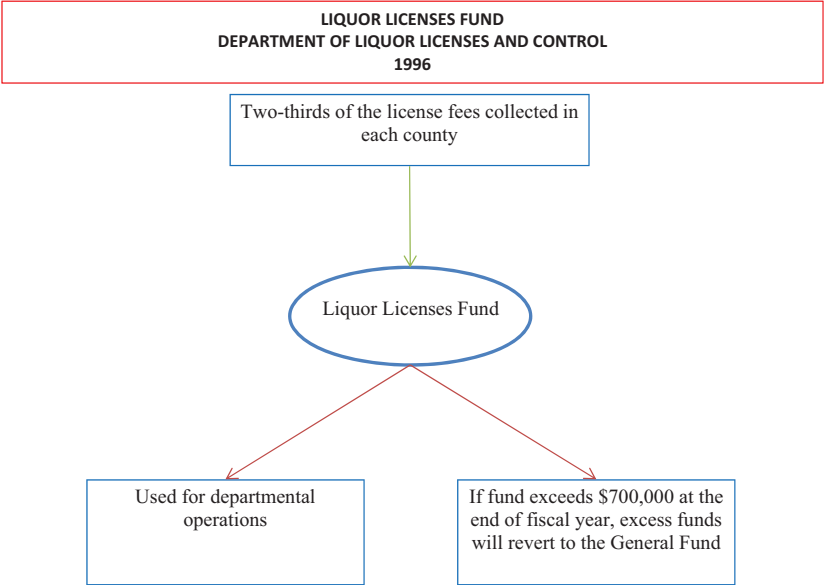 LIQUOR LICENSES FUND
DEPARTMENT OF LIQUOR LICENSES AND CONTROL
1996
Two-thirds of the license fees collected in
each county
Liquor Licenses Fund
Used for departmental
operations
If fund exceeds $700,000 at the
end of fiscal year, excess funds
will revert to the General Fund